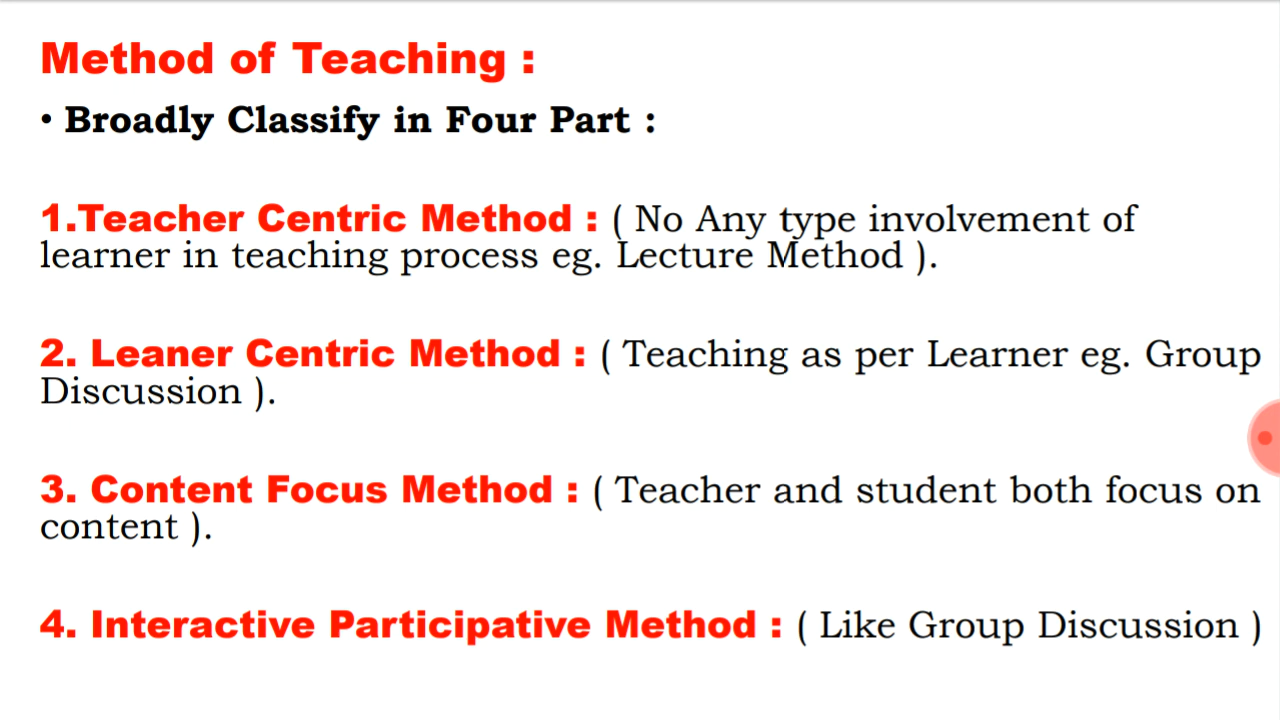 Method of Teaching :
• Broadly Classify in Four Part :
1.Teacher Centric Method : ( No Any type involvement of
learner in teaching process eg. Lecture Method ).
2. Leaner Centric Method : ( Teaching as per Learner eg. Group
Discussion ).
3. Content Focus Method : ( Teacher and student both focus on
content ).
4. Interactive Participative Method : ( Like Group Discussion )